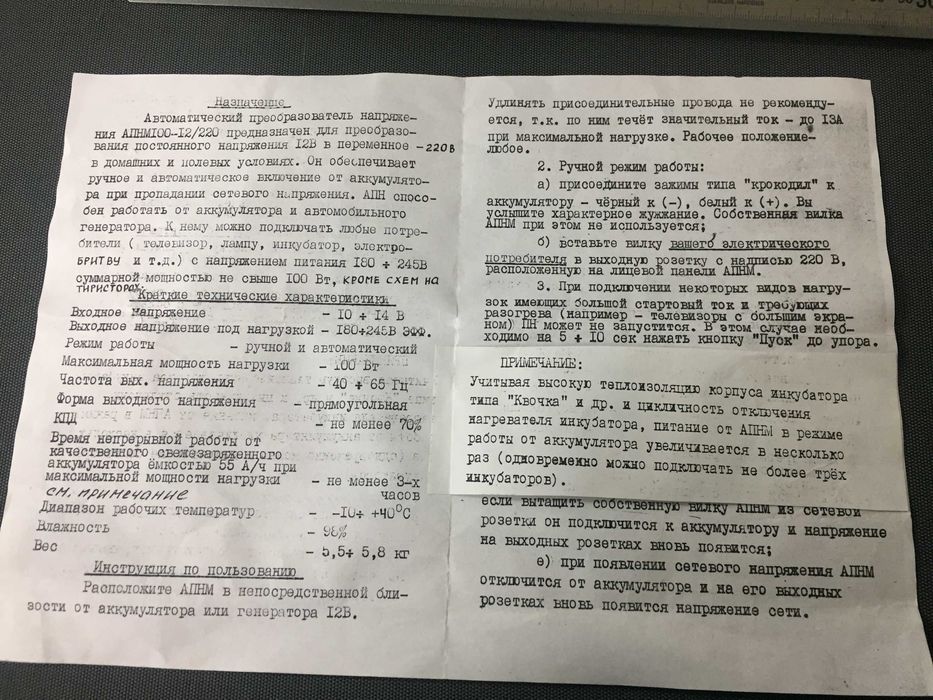 Назначение
Автоматический преобразователь напряже-
ния АПНМ100-12/220 предназначен для преобразо-
вания постоянного напряжения 12В в переменное -220В
в домашних и полевых условиях. Он обеспечивает
ручное и автоматическое включение от аккумулято-
ра при пропадании сетевого напряжения. АПН спосо-
бен работать от аккумулятора и автомобильного
генератора. К нему можно подключать любые потре-
бители ( телевизор, лампу, инкубатор, электро-
БРИТВУ и т.д.) с напряжением питания 180 ÷ 245В
суммарной мощностью не свыше 100 Вт, КРОМЕ СХЕМ НА
ТИРИСТОРАХ.
Краткие технические характеристики
Входное напряжение - 10 ÷ 14 В
Выходное напряжение под нагрузкой - 180÷245В ЭФФ.
Режим работы - ручной и автоматический
Максимальная мощность нагрузки - 100 Вт
Частота вых. напряжения - 40 ÷ 65 Гц
Форма выходного напряжения - прямоугольная
КПД - не менее 70%
Время непрерывной работы от
качественного свежезаряженного
аккумулятора ёмкостью 55 А/ч при
максимальной мощности нагрузки - не менее 3-х
см. примечание часов
Диапазон рабочих температур - -10÷ +40°С
Влажность - 98%
Вес - 5,5÷ 5,8 кг
Инструкция по пользованию
Расположите АПНМ в непосредственной бли-
зости от аккумулятора или генератора 12В.
Удлинять присоединительные провода не рекоменду-
ется, т.к. по ним течёт значительный ток - до 13А
при максимальной нагрузке. Рабочее положение-
любое.
2. Ручной режим работы:
а) присоедините зажимы типа "крокодил" к
аккумулятору - чёрный к (-), белый к (+). Вы
услышите характерное жужжание. Собственная вилка
АПНМ при этом не используется;
б) вставьте вилку вашего электрического
потребителя в выходную розетку с надписью 220 В,
расположенную на лицевой панели АПНМ.
3. При подключении некоторых видов нагру-
зок имеющих большой стартовый ток и требующих
разогрева (например - телевизоры с большим экра-
ном) ПН может не запустится. В этом случае необ-
ходимо на 5 ÷ 10 сек нажать кнопку "Пуск" до упора.
ПРИМЕЧАНИЕ:
Учитывая высокую теплоизоляцию корпуса инкубатора
типа "Квочка" и др. и цикличность отключения
нагревателя инкубатора, питание от АПНМ в режиме
работы от аккумулятора увеличивается в несколько
раз (одновременно можно подключать не более трёх
инкубаторов).
если вытащить собственную вилку АПНМ из сетевой
розетки он подключится к аккумулятору и напряжение
на выходных розетках вновь появится;
е) при появлении сетевого напряжения АПНМ
отключится от аккумулятора и на его выходных
розетках вновь появится напряжение сети.